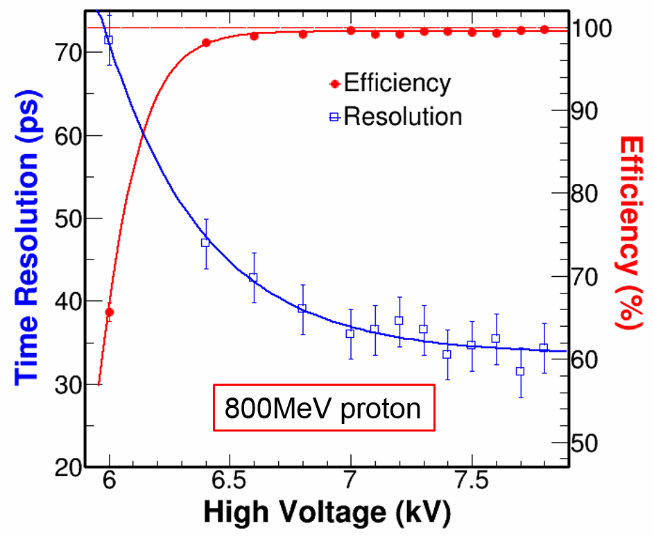 Time Resolution (ps)
70
60
50
40
30
20
Efficiency
Resolution
800MeV proton
100
90
80
70
60
50
Efficiency (%)
6
6.5
7
7.5
High Voltage (kV)